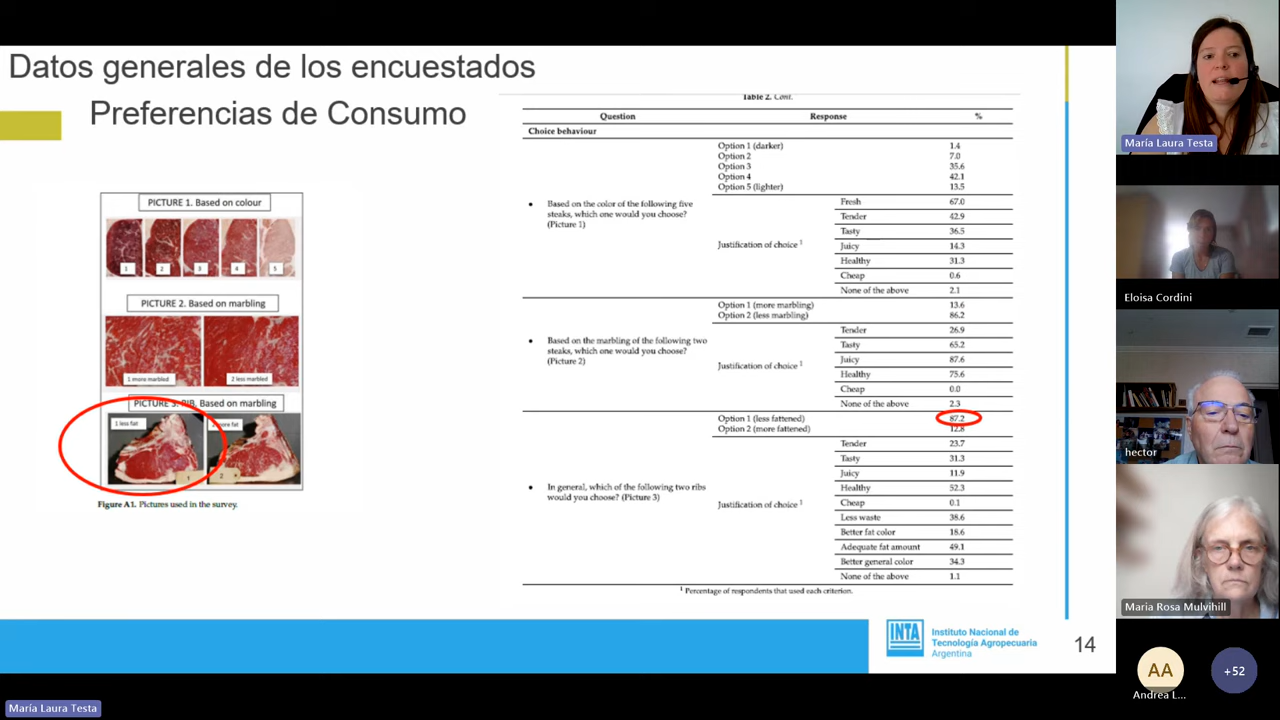 Datos generales de los encuestados
Preferencias de Consumo
PICTURE 1. Based on colour
1 2 3 4 5
PICTURE 2. Based on marbling
1 more marbled 2 less marbled
PICTURE 3. RIB. Based on marbling
1 less fat 2 more fat
1 2
Figure A1. Pictures used in the survey.
Table 2. Cont.
Question Response %
Choice behaviour
Option 1 (darker) 1.4
Option 2 7.0
Option 3 35.6
Option 4 42.1
Option 5 (lighter) 13.5
• Based on the color of the following five
steaks, which one would you choose?
(Picture 1)
Justification of choice 1
Fresh 67.0
Tender 42.9
Tasty 36.5
Juicy 14.3
Healthy 31.3
Cheap 0.6
None of the above 2.1
Option 1 (more marbling) 13.6
Option 2 (less marbling) 86.2
• Based on the marbling of the following two
steaks, which one would you choose?
(Picture 2)
Justification of choice 1
Tender 26.9
Tasty 65.2
Juicy 87.6
Healthy 75.6
Cheap 0.0
None of the above 2.3
Option 1 (less fattened) 87.2
Option 2 (more fattened) 12.8
• In general, which of the following two ribs
would you choose? (Picture 3)
Justification of choice 1
Tender 23.7
Tasty 31.3
Juicy 11.9
Healthy 52.3
Cheap 0.1
Less waste 38.6
Better fat color 18.6
Adequate fat amount 49.1
Better general color 34.3
None of the above 1.1
1 Percentage of respondents that used each criterion.
INTA
Instituto Nacional de
Tecnología Agropecuaria
Argentina
14
María Laura Testa
Eloisa Cordini
hector
Maria Rosa Mulvihill
AA
Andrea L...
+52
María Laura Testa